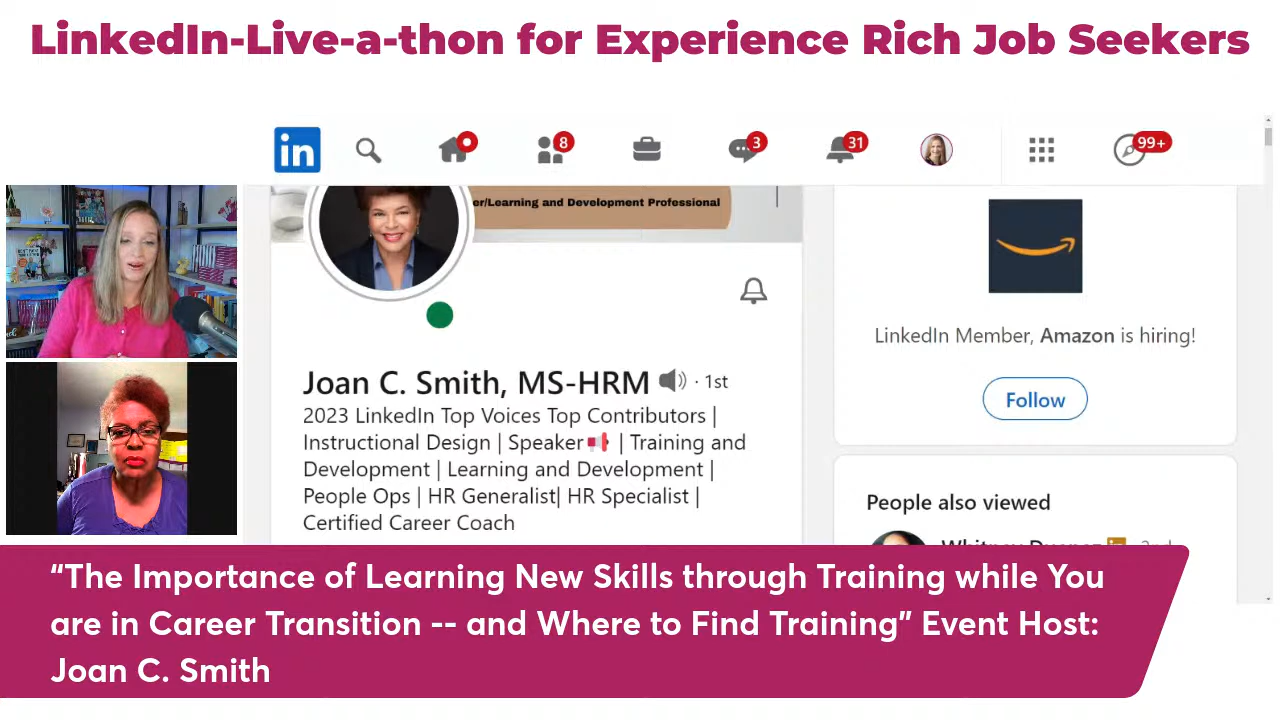 LinkedIn-Live-a-thon for Experience Rich Job Seekers
in
8
3
31
99+
er/Learning and Development Professional
Joan C. Smith, MS-HRM · 1st
2023 LinkedIn Top Voices Top Contributors |
Instructional Design | Speaker📢 | Training and
Development | Learning and Development |
People Ops | HR Generalist| HR Specialist |
Certified Career Coach
LinkedIn Member, Amazon is hiring!
Follow
People also viewed
“The Importance of Learning New Skills through Training while You
are in Career Transition -- and Where to Find Training” Event Host:
Joan C. Smith